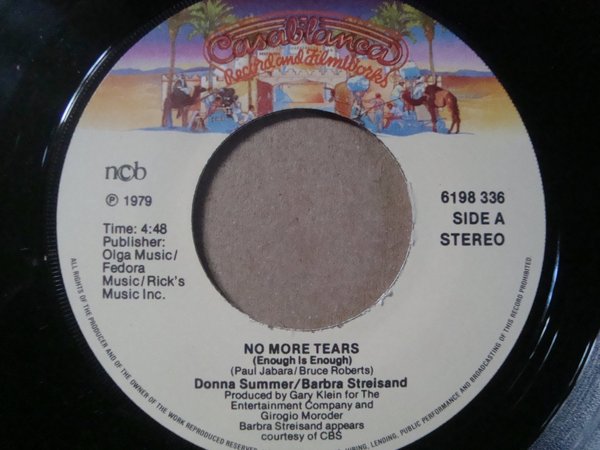 Casablanca
Record and FilmWorks
ncb
Ⓟ 1979
6198 336
SIDE A
STEREO
Time: 4:48
Publisher:
Olga Music/
Fedora
Music/Rick's
Music Inc.
NO MORE TEARS
(Enough Is Enough)
(Paul Jabara/Bruce Roberts)
Donna Summer/Barbra Streisand
Produced by Gary Klein for The
Entertainment Company and
Girogio Moroder
Barbra Streisand appears
courtesy of CBS
ALL RIGHTS OF THE PRODUCER AND OF THE OWNER OF THE WORK REPRODUCED RESERVED
LENDING, PUBLIC PERFORMANCE AND BROADCASTING OF THIS RECORD PROHIBITED